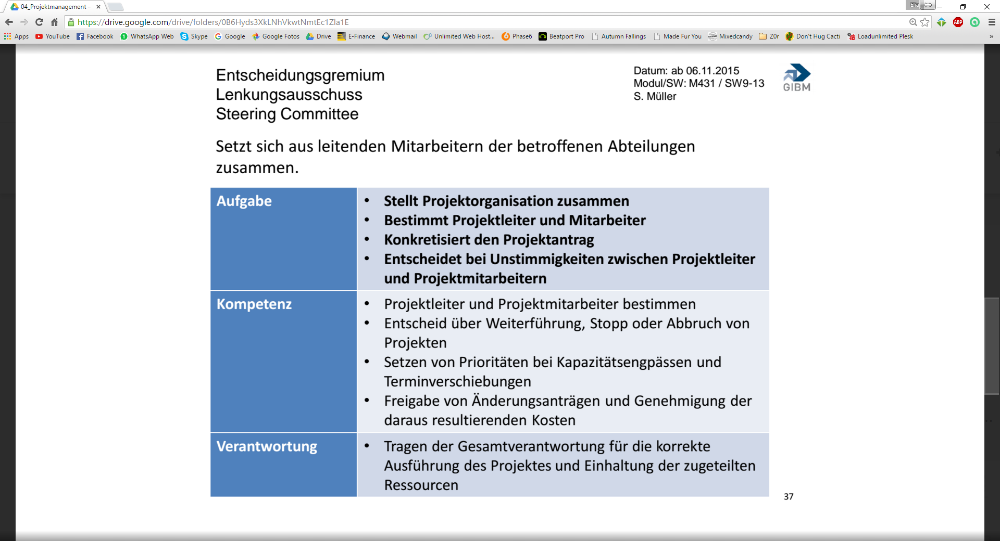 04_Projektmanagement –
Elia
https://drive.google.com/drive/folders/0B6Hyds3XkLNhVkwtNmtEc1Zla1E
ABP
Apps YouTube Facebook WhatsApp Web Skype Google Google Fotos Drive E-Finance Webmail Unlimited Web Host... Phase6 Beatport Pro Autumn Fallings Made Fur You Mixedcandy Z0r Don't Hug Cacti Loadunlimited Plesk »
Entscheidungsgremium
Lenkungsausschuss
Steering Committee
Datum: ab 06.11.2015
Modul/SW: M431 / SW9-13
S. Müller
GIBM
Setzt sich aus leitenden Mitarbeitern der betroffenen Abteilungen
zusammen.
Aufgabe
• Stellt Projektorganisation zusammen
• Bestimmt Projektleiter und Mitarbeiter
• Konkretisiert den Projektantrag
• Entscheidet bei Unstimmigkeiten zwischen Projektleiter
und Projektmitarbeitern
Kompetenz
• Projektleiter und Projektmitarbeiter bestimmen
• Entscheid über Weiterführung, Stopp oder Abbruch von
Projekten
• Setzen von Prioritäten bei Kapazitätsengpässen und
Terminverschiebungen
• Freigabe von Änderungsanträgen und Genehmigung der
daraus resultierenden Kosten
Verantwortung
• Tragen der Gesamtverantwortung für die korrekte
Ausführung des Projektes und Einhaltung der zugeteilten
Ressourcen
37